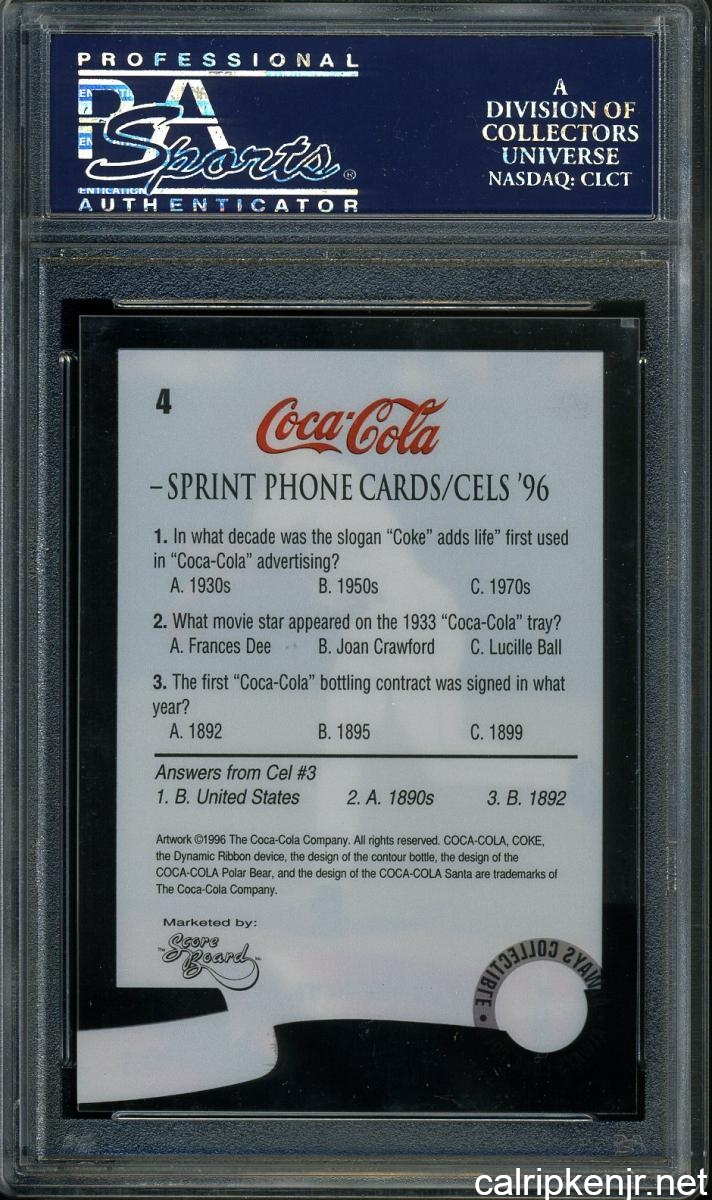 PROFESSIONAL
PSA
Sports®
AUTHENTICATOR
A
DIVISION OF
COLLECTORS
UNIVERSE
NASDAQ: CLCT
4
Coca-Cola
–SPRINT PHONE CARDS/CELS '96
1. In what decade was the slogan “Coke” adds life” first used
in “Coca-Cola” advertising?
A. 1930s B. 1950s C. 1970s
2. What movie star appeared on the 1933 “Coca-Cola” tray?
A. Frances Dee B. Joan Crawford C. Lucille Ball
3. The first “Coca-Cola” bottling contract was signed in what
year?
A. 1892 B. 1895 C. 1899
Answers from Cel #3
1. B. United States 2. A. 1890s 3. B. 1892
Artwork ©1996 The Coca-Cola Company. All rights reserved. COCA-COLA, COKE,
the Dynamic Ribbon device, the design of the contour bottle, the design of the
COCA-COLA Polar Bear, and the design of the COCA-COLA Santa are trademarks of
The Coca-Cola Company.
Marketed by:
Score
Board
ALWAYS COLLECTIBLE •
calripkenjr.net